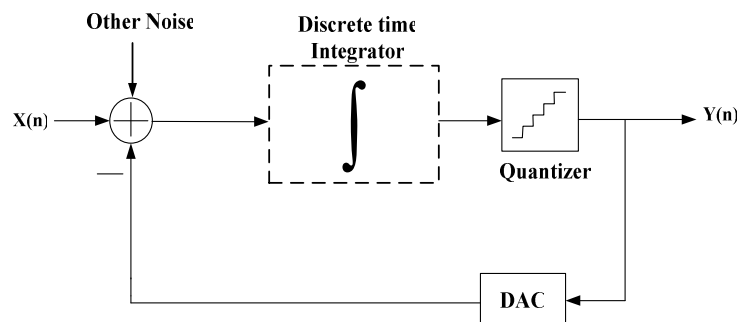 Other Noise
Discrete time
Integrator
X(n)
Y(n)
Quantizer
DAC